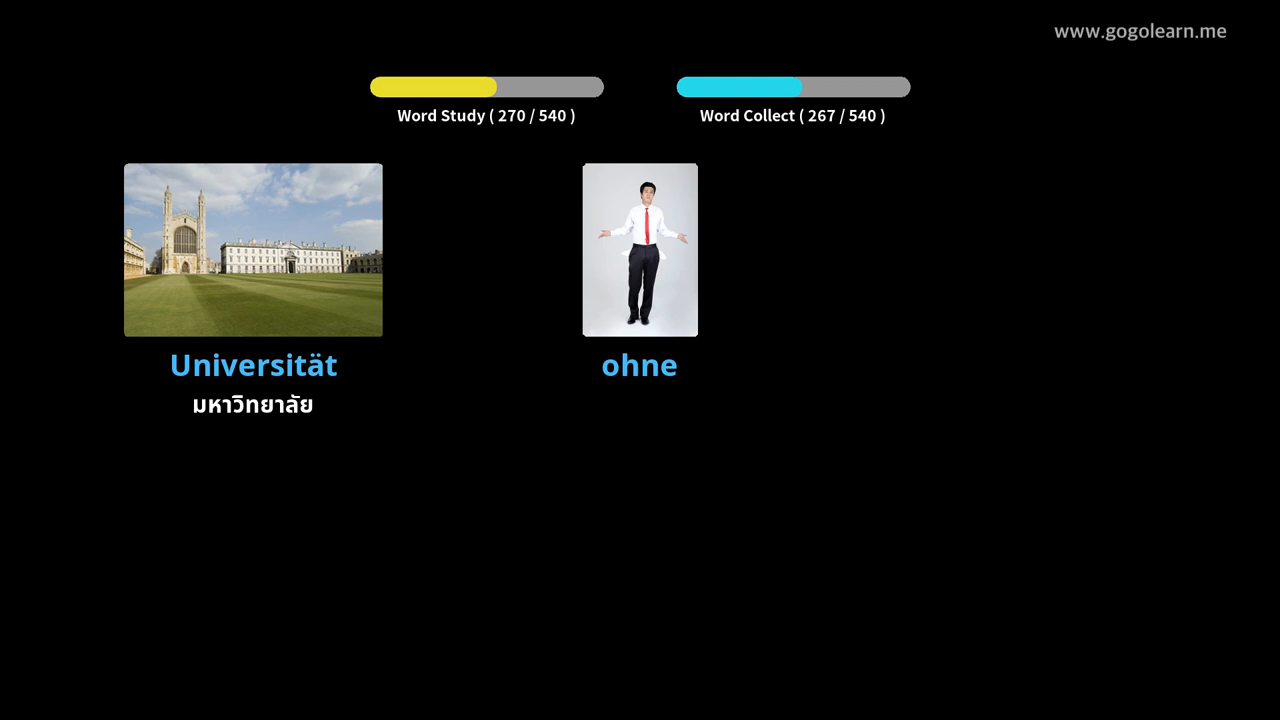 www.gogolearn.me
Word Study ( 270 / 540 )
Word Collect ( 267 / 540 )
Universität
มหาวิทยาลัย
ohne